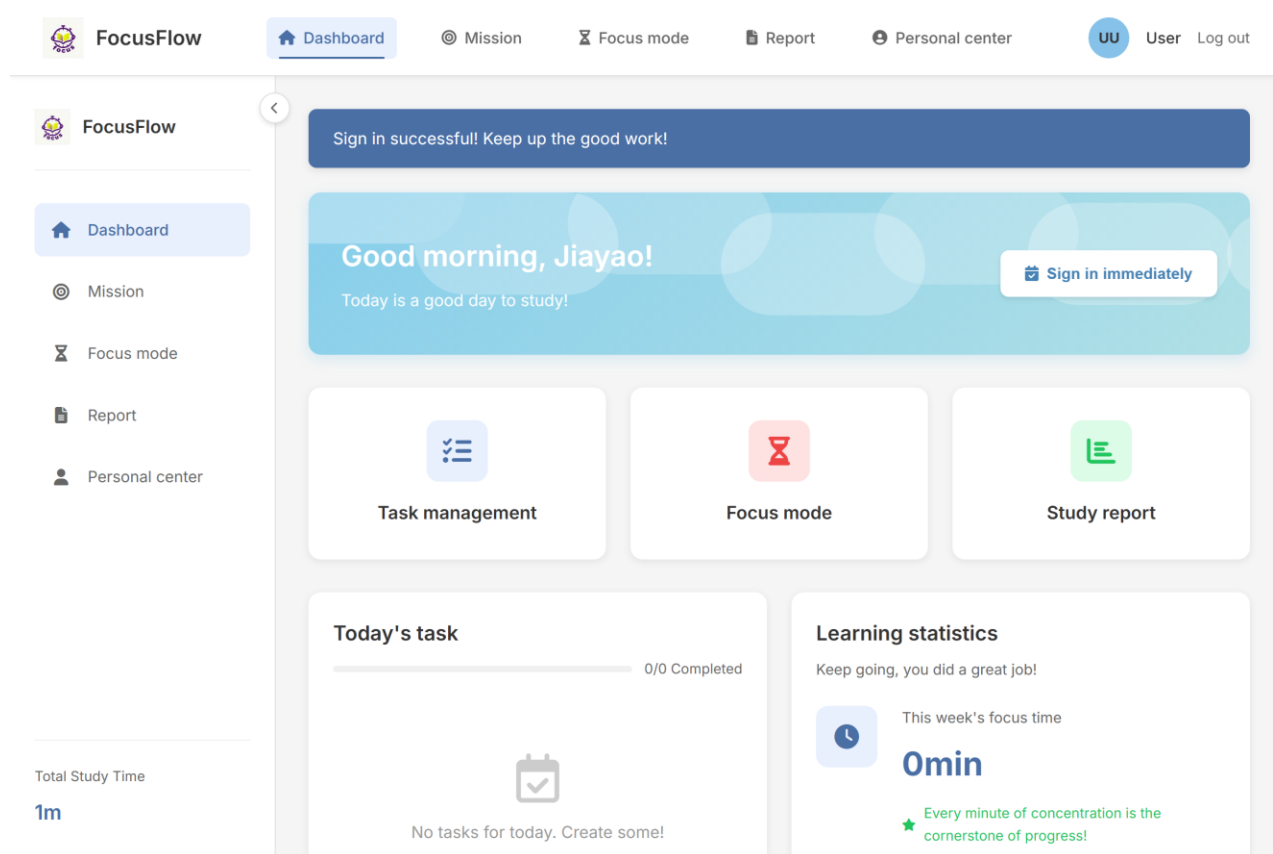 FocusFlow
Dashboard
Mission
Focus mode
Report
Personal center
UU
User
Log out
FocusFlow
Dashboard
Mission
Focus mode
Report
Personal center
Total Study Time
1m
Sign in successful! Keep up the good work!
Good morning, Jiayao!
Today is a good day to study!
Sign in immediately
Task management
Focus mode
Study report
Today's task
0/0 Completed
No tasks for today. Create some!
Learning statistics
Keep going, you did a great job!
This week's focus time
0min
Every minute of concentration is the
cornerstone of progress!